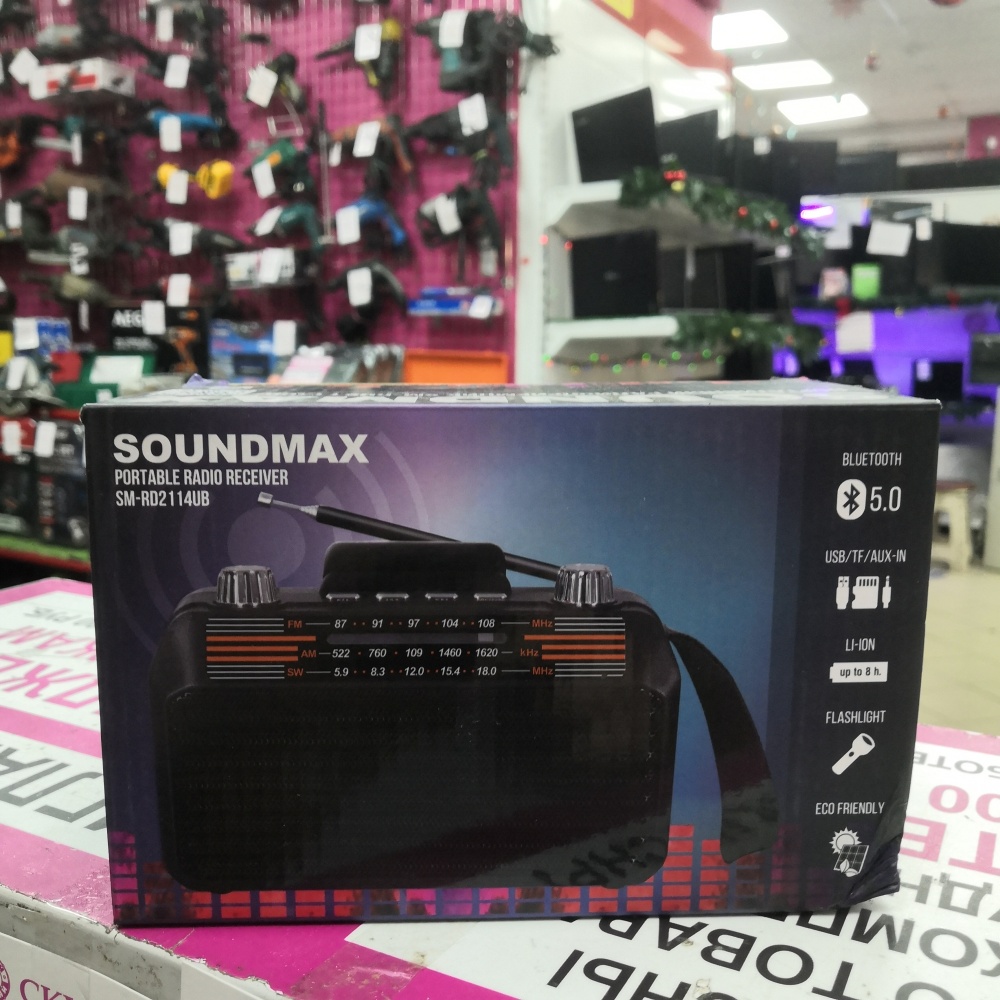 AEG
SOUNDMAX
PORTABLE RADIO RECEIVER
SM-RD2114UB
BLUETOOTH
5.0
USB/TF/AUX-IN
LI-ION
up to 8 h.
FLASHLIGHT
ECO FRIENDLY
FM 87 91 97 104 108 MHz
AM 522 760 109 1460 1620 kHz
SW 5.9 8.3 12.0 15.4 18.0 MHz
ТОВАР